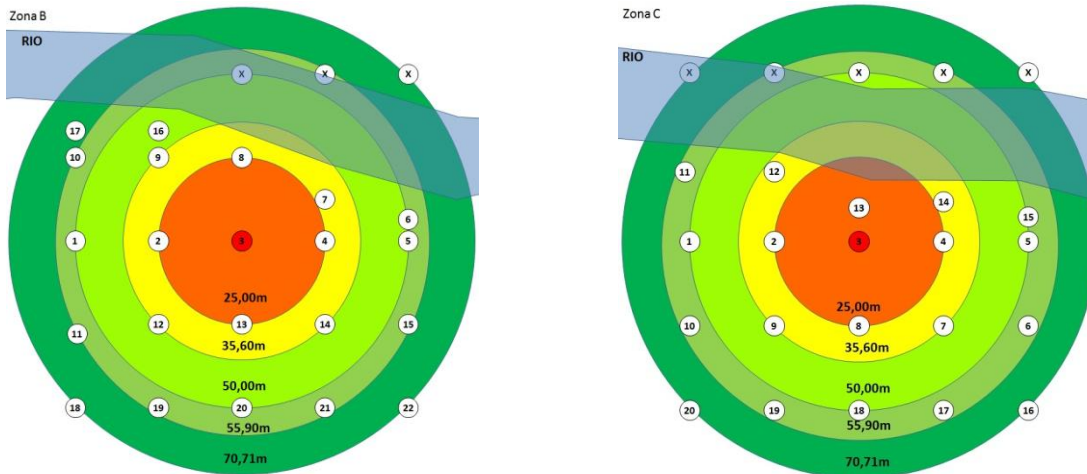 Zona B
RIO
X X X
17 16
10 9 8
7
6
1 2 3 4 5
25,00m
12 13 14 15
11
35,60m
50,00m
18 19 20 21 22
55,90m
70,71m
Zona C
RIO
X X X X X
11 12
13 14
15
1 2 3 4 5
25,00m
10 9 8 7 6
35,60m
50,00m
20 19 18 17 16
55,90m
70,71m